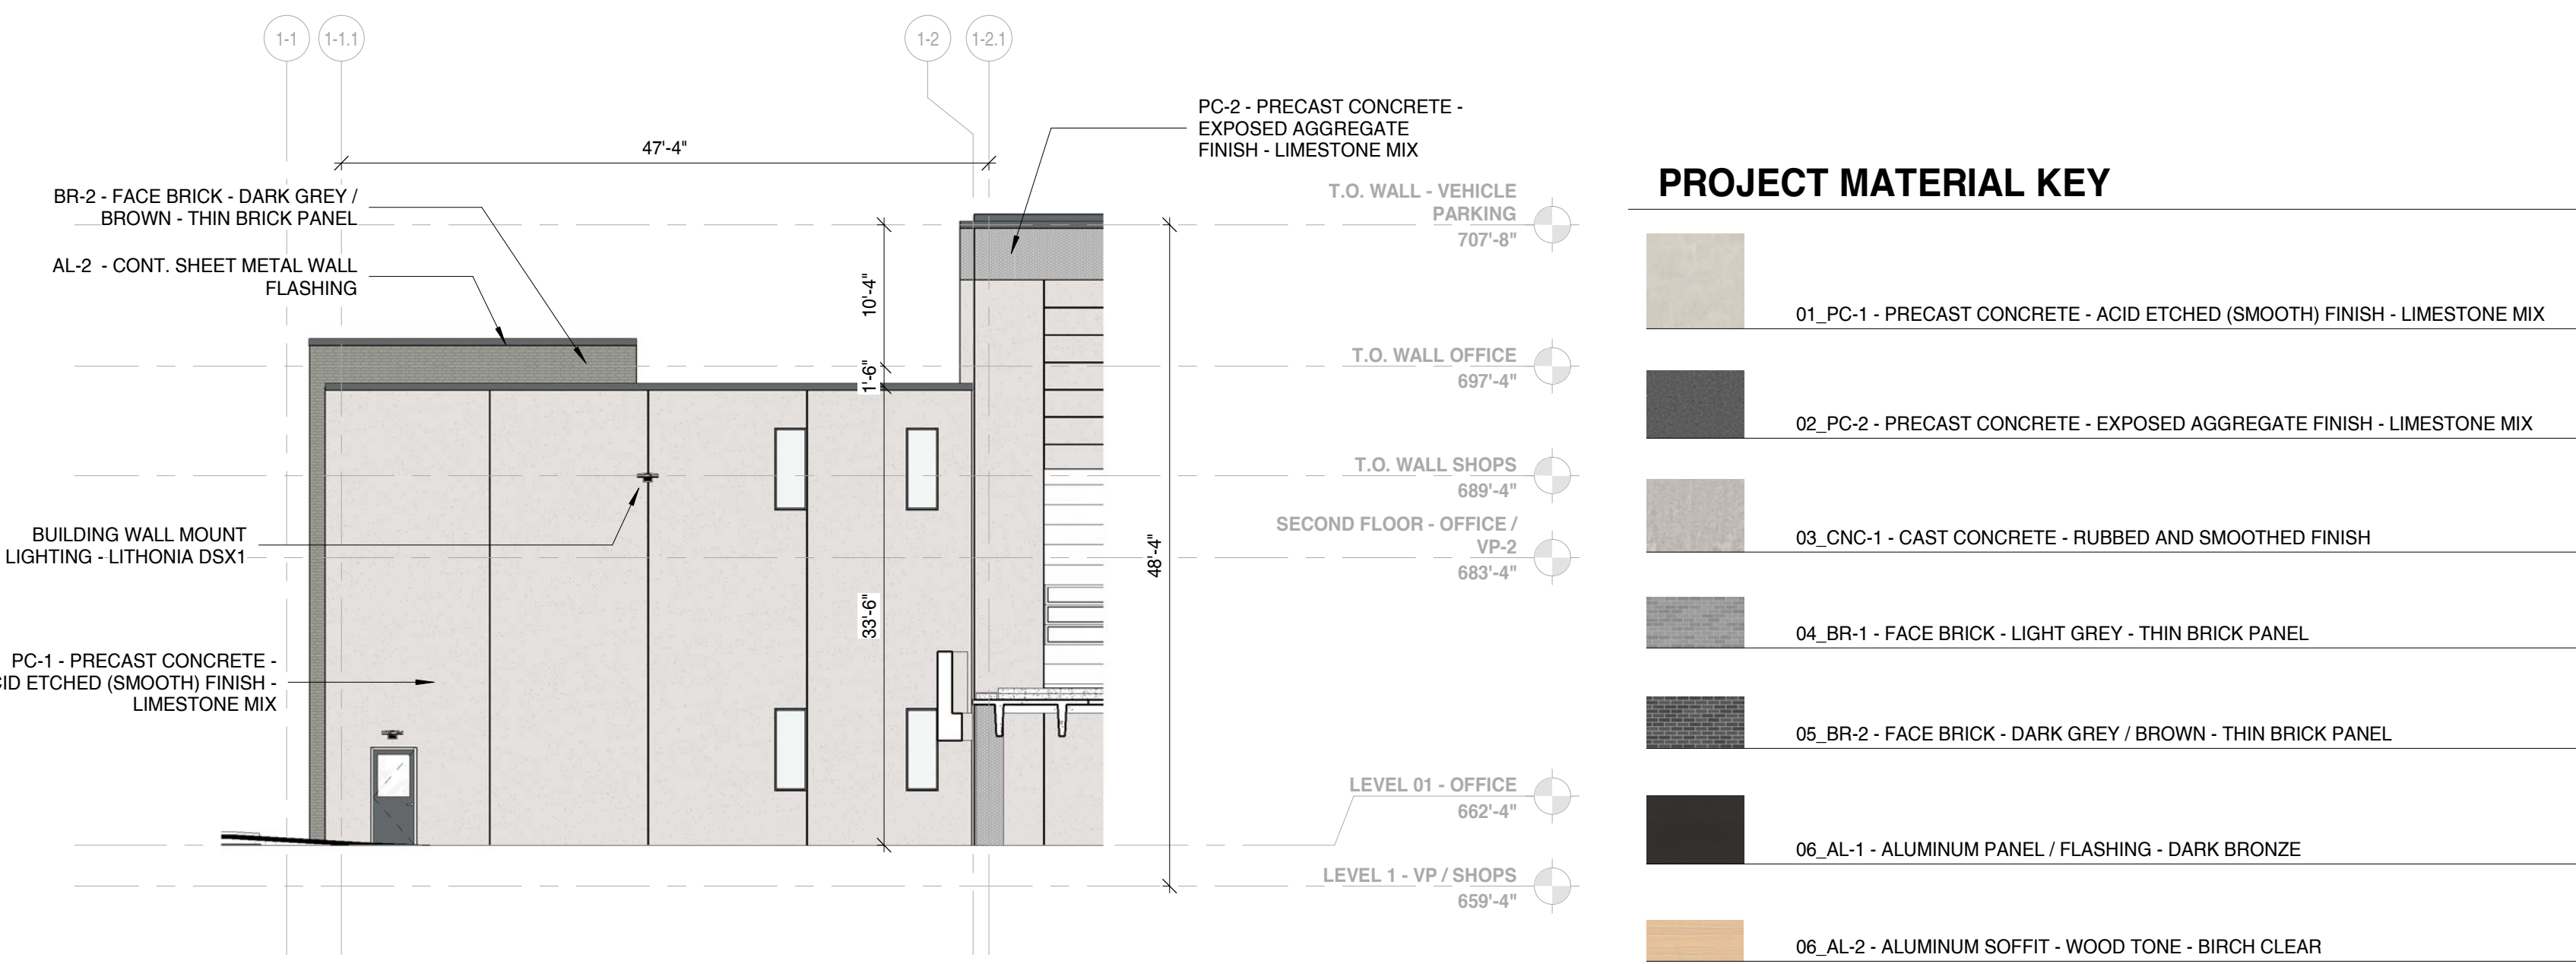 1-1
1-1.1
1-2
1-2.1
47'-4"
PC-2 - PRECAST CONCRETE -
EXPOSED AGGREGATE
FINISH - LIMESTONE MIX
BR-2 - FACE BRICK - DARK GREY /
BROWN - THIN BRICK PANEL
AL-2 - CONT. SHEET METAL WALL
FLASHING
BUILDING WALL MOUNT
LIGHTING - LITHONIA DSX1
PC-1 - PRECAST CONCRETE -
ETCHED (SMOOTH) FINISH -
LIMESTONE MIX
10'-4"
1'-6"
33'-6"
48'-4"
T.O. WALL - VEHICLE
PARKING
707'-8"
T.O. WALL OFFICE
697'-4"
T.O. WALL SHOPS
689'-4"
SECOND FLOOR - OFFICE /
VP-2
683'-4"
LEVEL 01 - OFFICE
662'-4"
LEVEL 1 - VP / SHOPS
659'-4"
PROJECT MATERIAL KEY
01_PC-1 - PRECAST CONCRETE - ACID ETCHED (SMOOTH) FINISH - LIMESTONE MIX
02_PC-2 - PRECAST CONCRETE - EXPOSED AGGREGATE FINISH - LIMESTONE MIX
03_CNC-1 - CAST CONCRETE - RUBBED AND SMOOTHED FINISH
04_BR-1 - FACE BRICK - LIGHT GREY - THIN BRICK PANEL
05_BR-2 - FACE BRICK - DARK GREY / BROWN - THIN BRICK PANEL
06_AL-1 - ALUMINUM PANEL / FLASHING - DARK BRONZE
06_AL-2 - ALUMINUM SOFFIT - WOOD TONE - BIRCH CLEAR